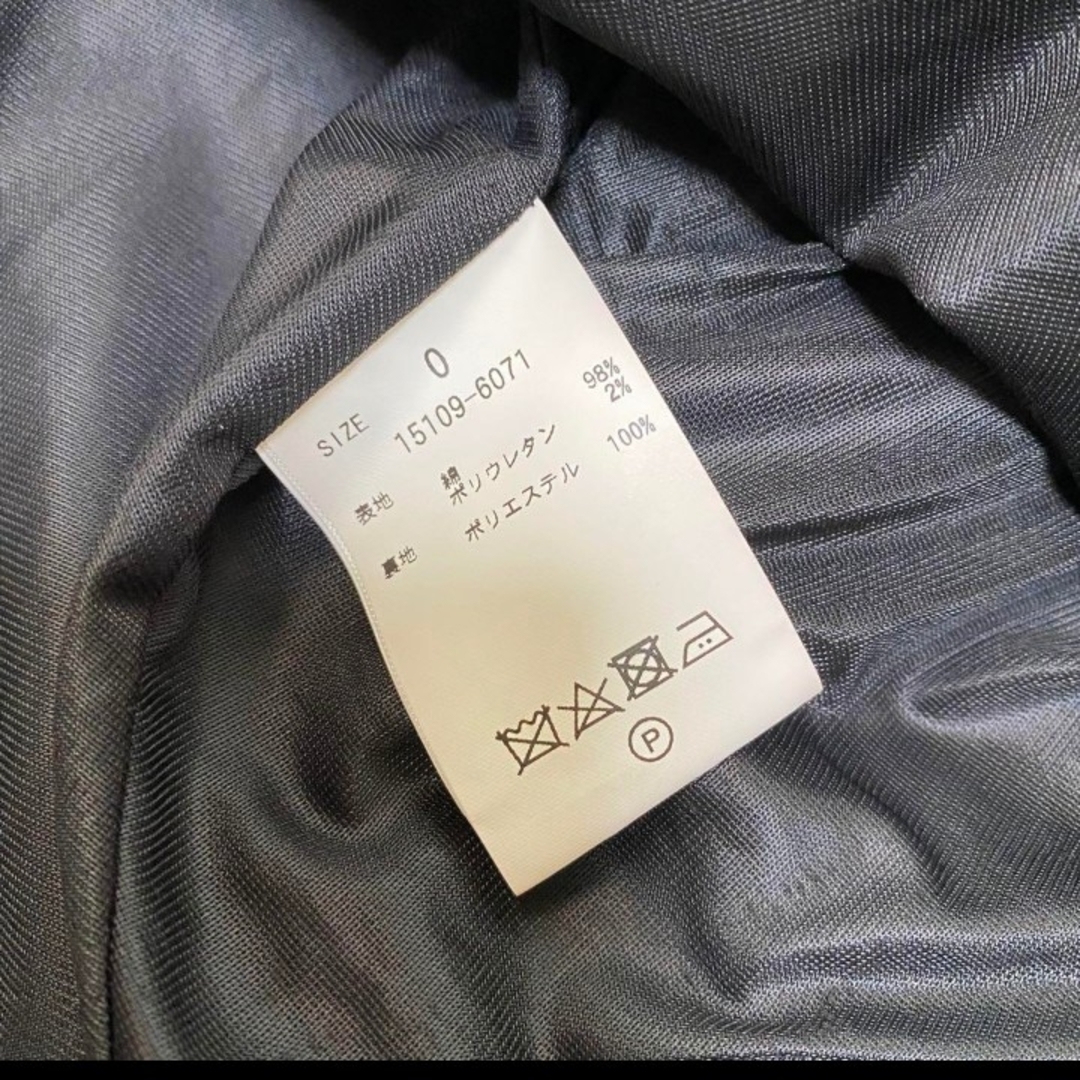 SIZE 0
15109-6071
表地 綿 98%
ポリウレタン 2%
裏地 ポリエステル 100%
P